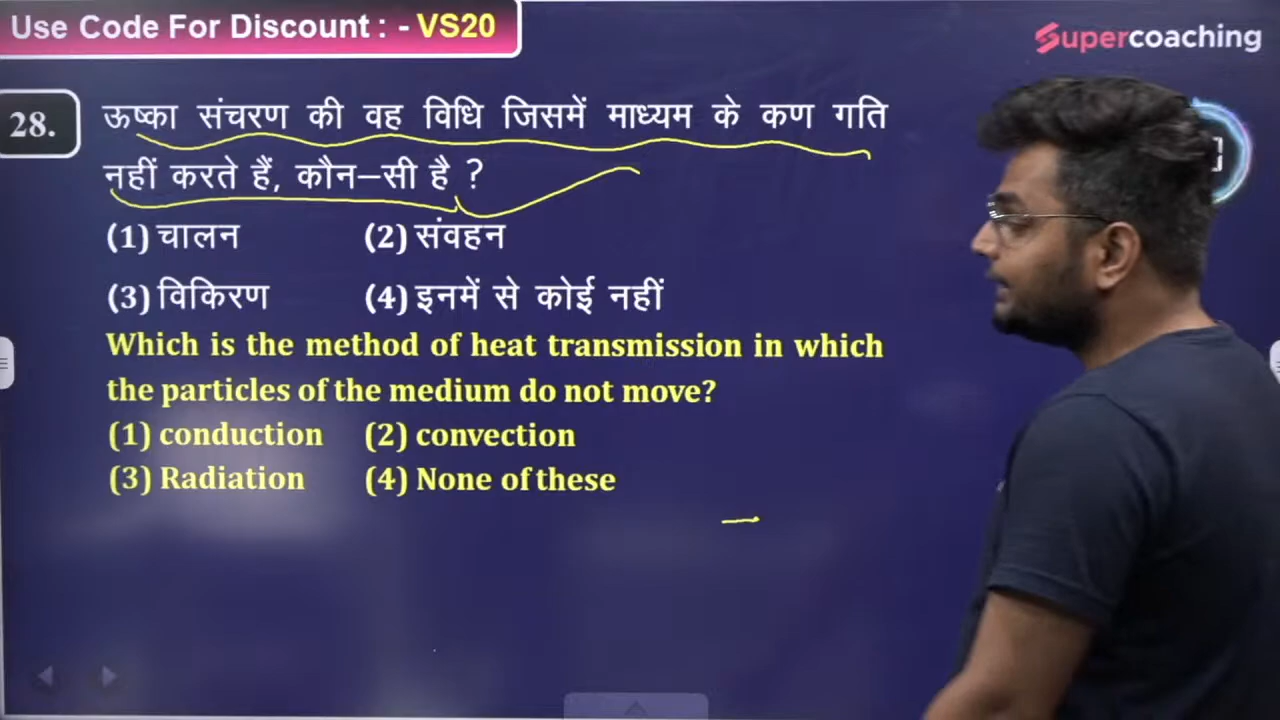 Use Code For Discount : - VS20
Supercoaching
28.
ऊष्का संचरण की वह विधि जिसमें माध्यम के कण गति
नहीं करते हैं, कौन–सी है ?
(1) चालन (2) संवहन
(3) विकिरण (4) इनमें से कोई नहीं
Which is the method of heat transmission in which
the particles of the medium do not move?
(1) conduction (2) convection
(3) Radiation (4) None of these